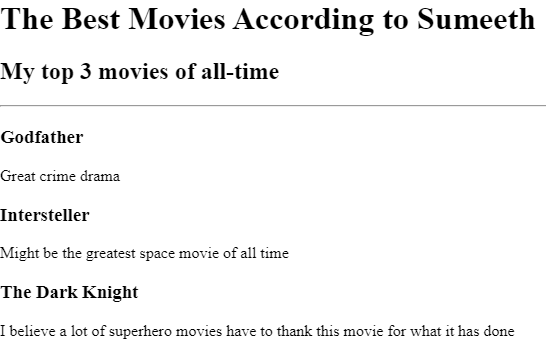 The Best Movies According to Sumeeth
My top 3 movies of all-time
Godfather
Great crime drama
Intersteller
Might be the greatest space movie of all time
The Dark Knight
I believe a lot of superhero movies have to thank this movie for what it has done